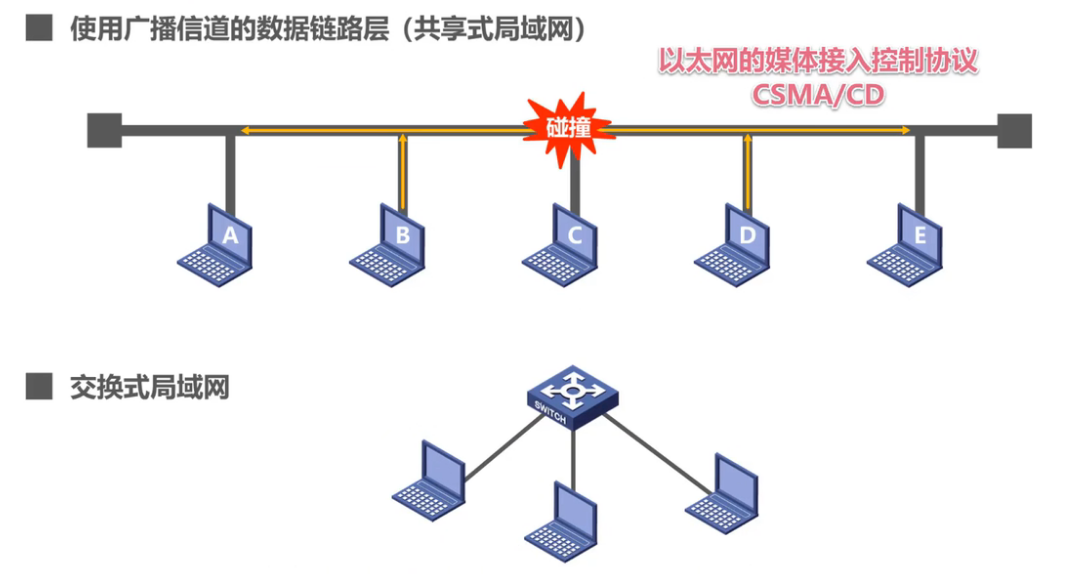 使用广播信道的数据链路层（共享式局域网）
以太网的媒体接入控制协议
CSMA/CD
碰撞
A
B
C
D
E
交换式局域网
SWITCH